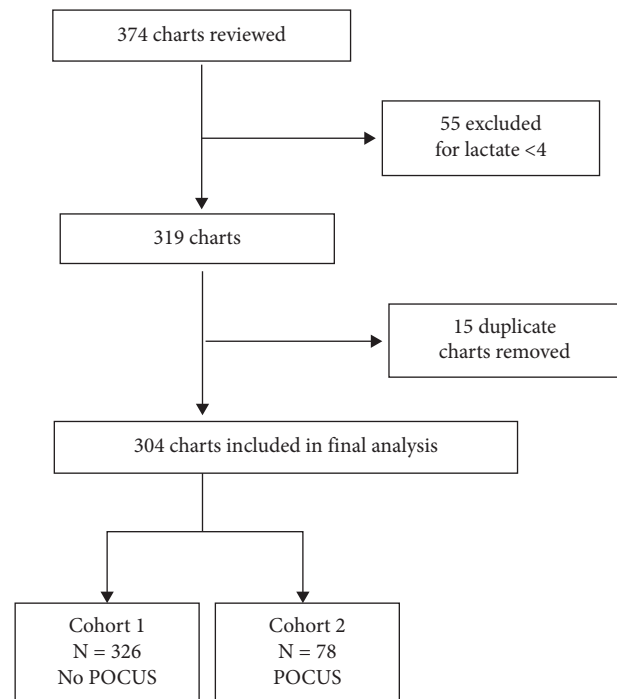 374 charts reviewed
55 excluded
for lactate <4
319 charts
15 duplicate
charts removed
304 charts included in final analysis
Cohort 1
N = 326
No POCUS
Cohort 2
N = 78
POCUS